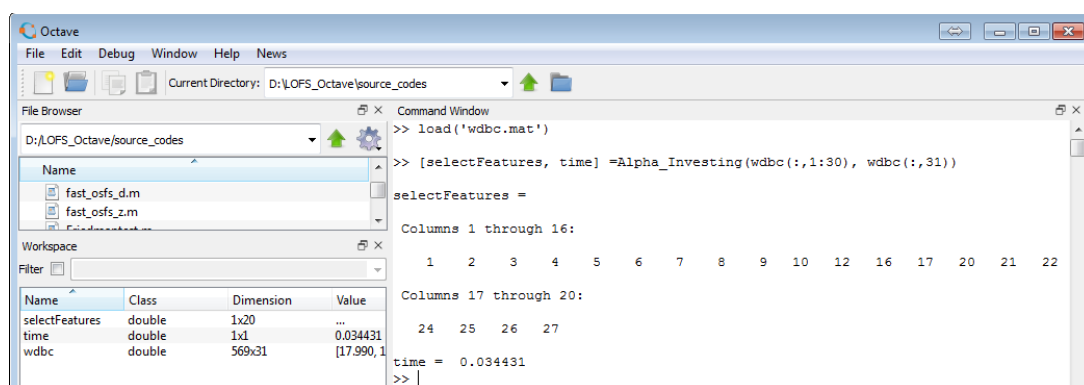 Octave
File Edit Debug Window Help News
Current Directory: D:\LOFS_Octave\source_codes
File Browser
D:/LOFS_Octave/source_codes
Name
fast_osfs_d.m
fast_osfs_z.m
Workspace
Filter
Name Class Dimension Value
selectFeatures double 1x20 ...
time double 1x1 0.034431
wdbc double 569x31 [17.990, 1
Command Window
>> load('wdbc.mat')
>> [selectFeatures, time] =Alpha_Investing(wdbc(:,1:30), wdbc(:,31))
selectFeatures =
Columns 1 through 16:
1 2 3 4 5 6 7 8 9 10 12 16 17 20 21 22
Columns 17 through 20:
24 25 26 27
time = 0.034431
>>